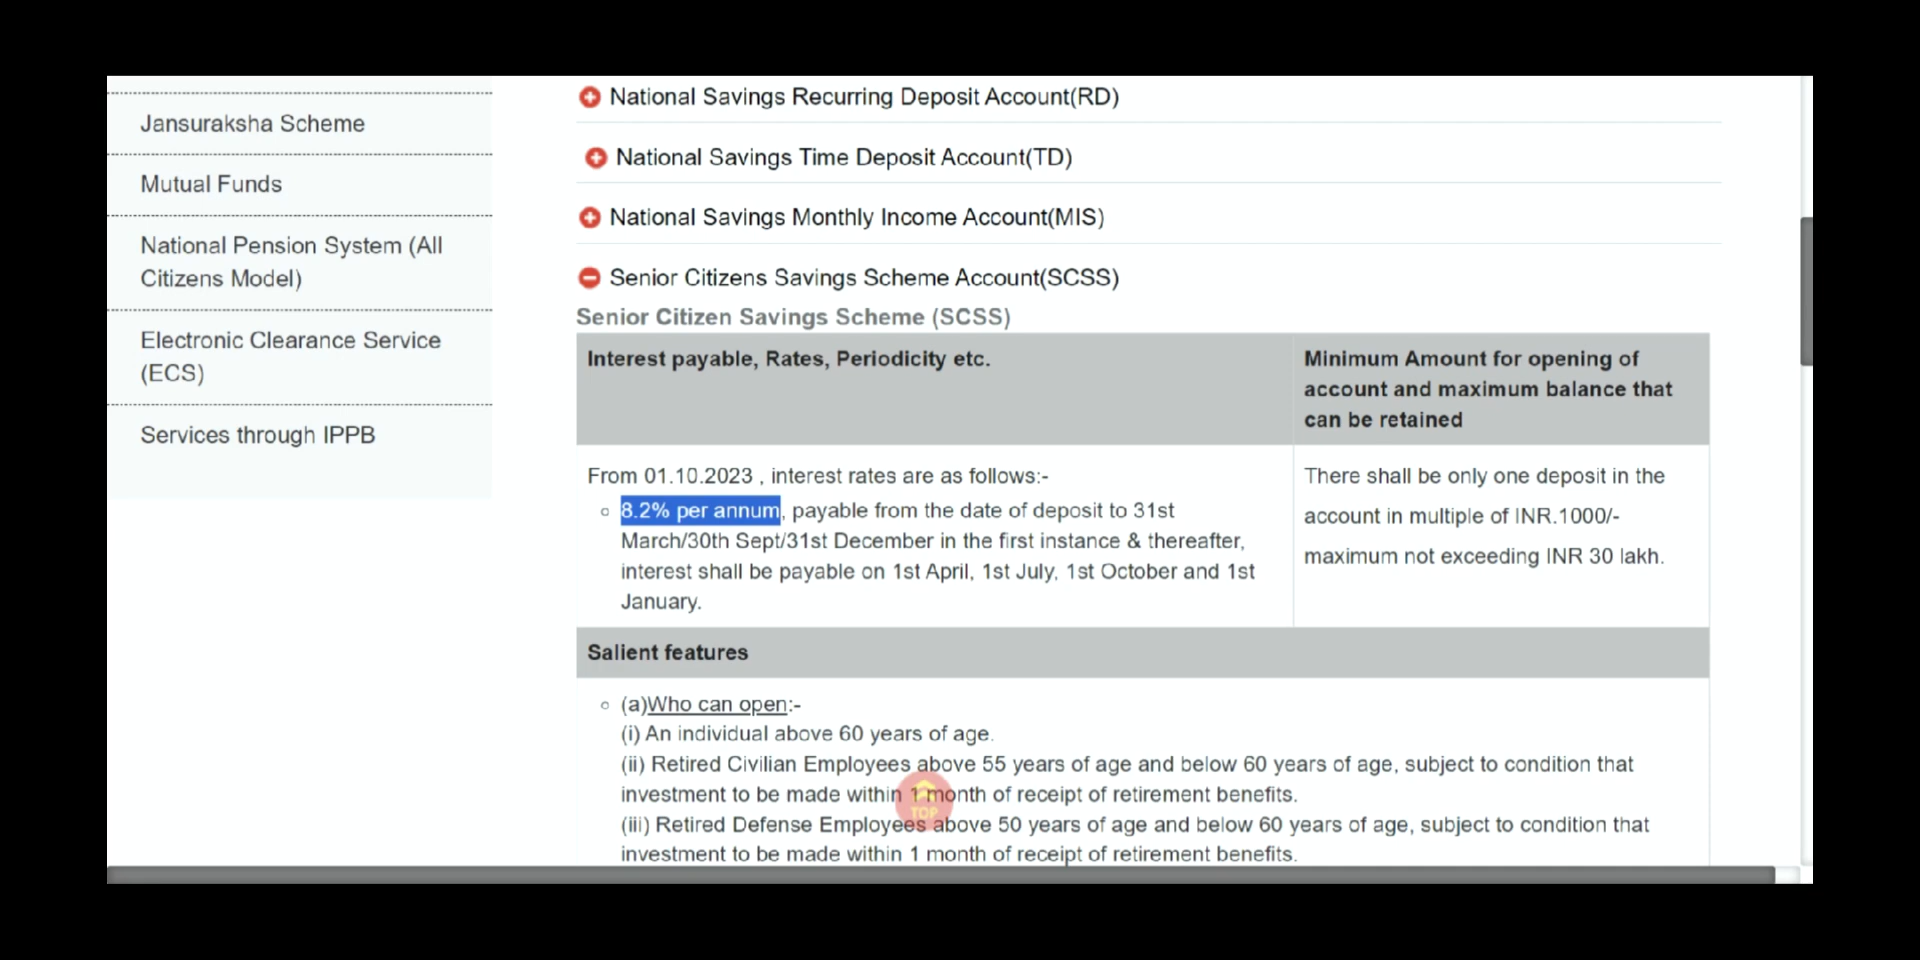 Jansuraksha Scheme
Mutual Funds
National Pension System (All
Citizens Model)
Electronic Clearance Service
(ECS)
Services through IPPB
National Savings Recurring Deposit Account(RD)
National Savings Time Deposit Account(TD)
National Savings Monthly Income Account(MIS)
Senior Citizens Savings Scheme Account(SCSS)
Senior Citizen Savings Scheme (SCSS)
Interest payable, Rates, Periodicity etc.
Minimum Amount for opening of
account and maximum balance that
can be retained
From 01.10.2023 , interest rates are as follows:-
8.2% per annum, payable from the date of deposit to 31st
March/30th Sept/31st December in the first instance & thereafter,
interest shall be payable on 1st April, 1st July, 1st October and 1st
January.
There shall be only one deposit in the
account in multiple of INR.1000/-
maximum not exceeding INR 30 lakh.
Salient features
(a)Who can open:-
(i) An individual above 60 years of age.
(ii) Retired Civilian Employees above 55 years of age and below 60 years of age, subject to condition that
investment to be made within 1 month of receipt of retirement benefits.
(iii) Retired Defense Employees above 50 years of age and below 60 years of age, subject to condition that
investment to be made within 1 month of receipt of retirement benefits.
TOP